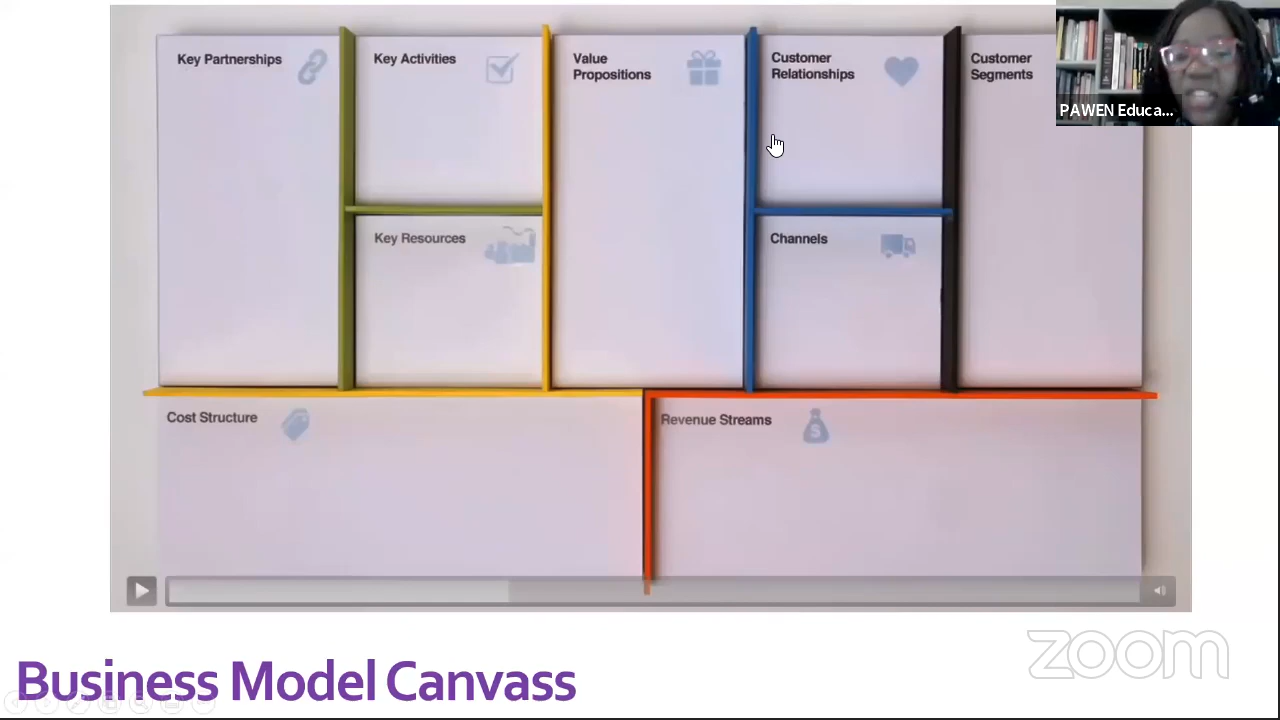 Key Partnerships
Key Activities
Value
Propositions
Customer
Relationships
Customer
Segments
PAWEN Educa...
Key Resources
Channels
Cost Structure
Revenue Streams
$
zoom
Business Model Canvass